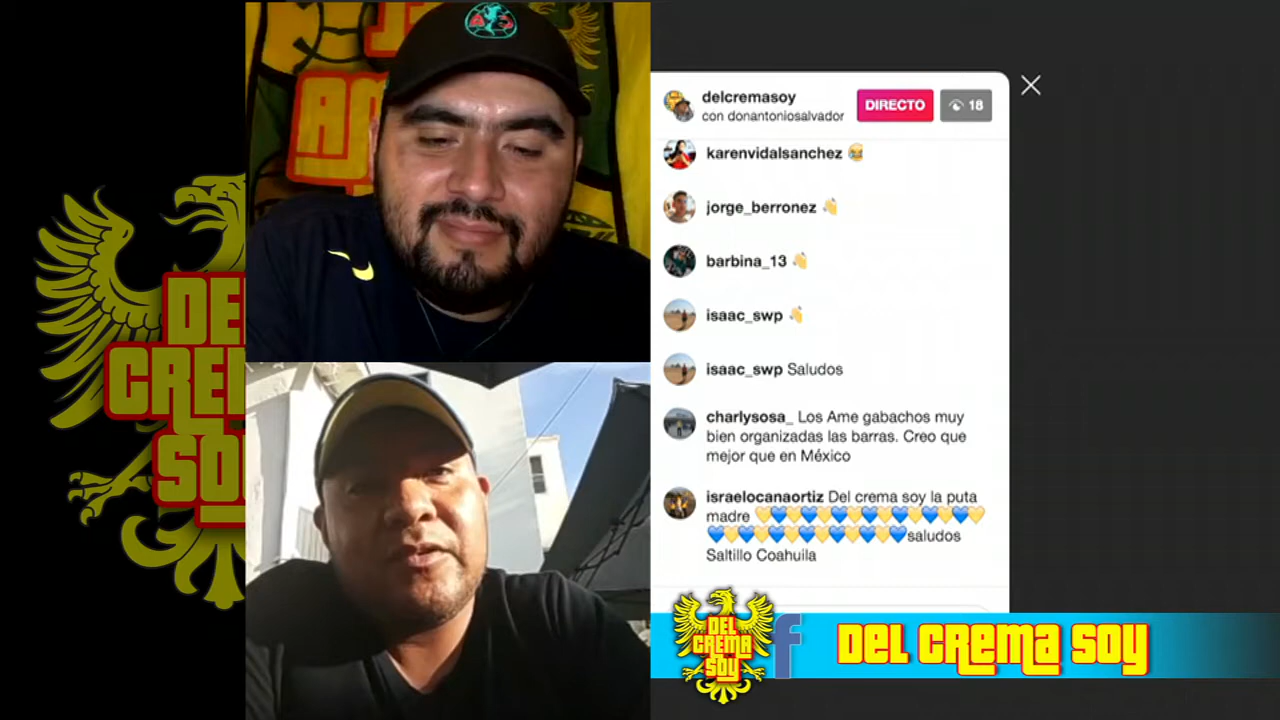 DEL
CREMA
SOY
delcremasoy
con donantoniosalvador
DIRECTO
18
karenvidalsanchez 😂
jorge_berronez 👋
barbina_13 👋
isaac_swp 👋
isaac_swp Saludos
charlysosa_ Los Ame gabachos muy
bien organizadas las barras. Creo que
mejor que en México
israelocanaortiz Del crema soy la puta
madre 💛💙💛💙💛💙💛💙💛💙💛💙💛💙💛
💙💛💙💛💙💛💙💛💙💛💙💛💙saludos
Saltillo Coahuila
DEL
CREMA
SOY
f
DEL CREMA SOY